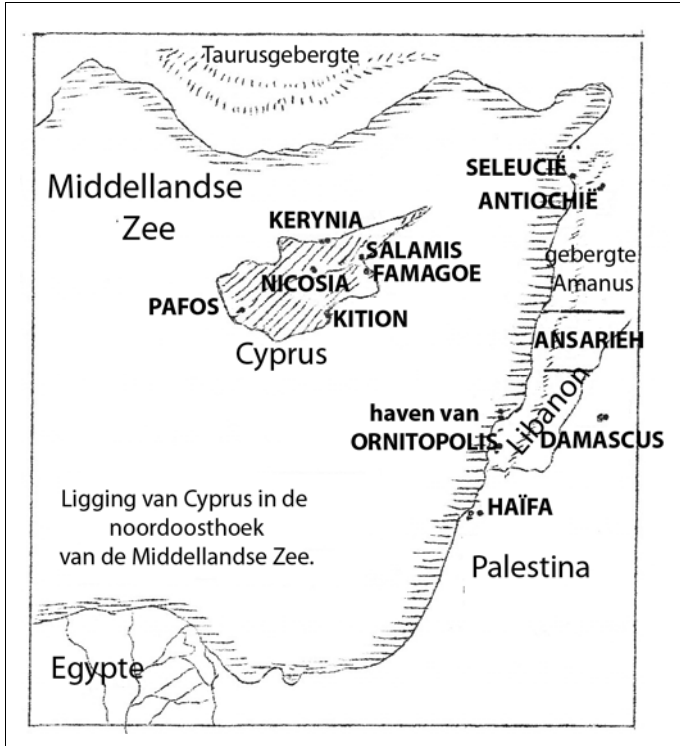 Taurusgebergte
Middellandse
Zee
SELEUCIË
ANTIOCHIË
KERYNIA
SALAMIS
FAMAGOE
NICOSIA
gebergte
Amanus
PAFOS
KITION
Cyprus
ANSARIEH
haven van
ORNITOPOLIS
Libanon
DAMASCUS
Ligging van Cyprus in de
noordoosthoek
van de Middellandse Zee.
HAÏFA
Palestina
Egypte